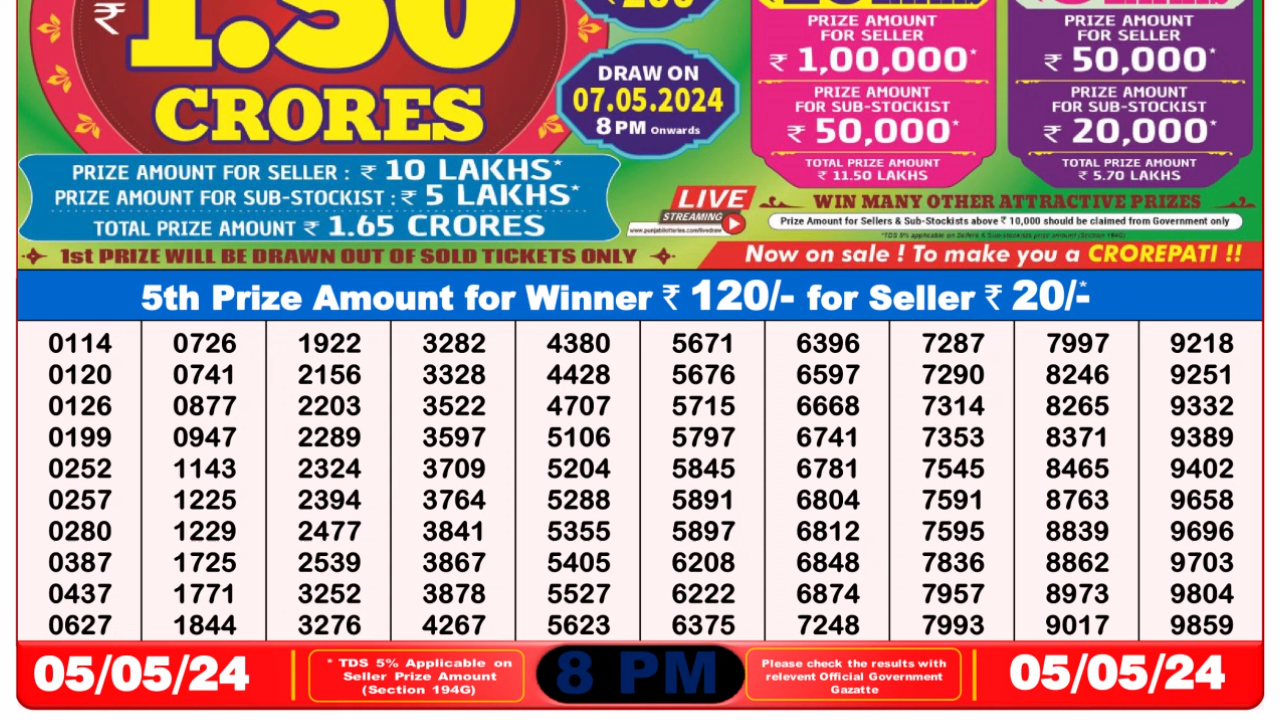 ₹ 1.50
CRORES
PRIZE AMOUNT FOR SELLER : ₹ 10 LAKHS*
PRIZE AMOUNT FOR SUB-STOCKIST : ₹ 5 LAKHS*
TOTAL PRIZE AMOUNT ₹ 1.65 CRORES
DRAW ON
07.05.2024
8 PM Onwards
PRIZE AMOUNT
FOR SELLER
₹ 1,00,000*
PRIZE AMOUNT
FOR SUB-STOCKIST
₹ 50,000*
TOTAL PRIZE AMOUNT
₹ 11.50 LAKHS
PRIZE AMOUNT
FOR SELLER
₹ 50,000*
PRIZE AMOUNT
FOR SUB-STOCKIST
₹ 20,000*
TOTAL PRIZE AMOUNT
₹ 5.70 LAKHS
LIVE
STREAMING
www.punjablotteries.com/livedraw
WIN MANY OTHER ATTRACTIVE PRIZES
Prize Amount for Sellers & Sub-Stockists above ₹ 10,000 should be claimed from Government only
1st PRIZE WILL BE DRAWN OUT OF SOLD TICKETS ONLY
Now on sale ! To make you a CROREPATI !!
5th Prize Amount for Winner ₹ 120/- for Seller ₹ 20/-*
0114 0726 1922 3282 4380 5671 6396 7287 7997 9218
0120 0741 2156 3328 4428 5676 6597 7290 8246 9251
0126 0877 2203 3522 4707 5715 6668 7314 8265 9332
0199 0947 2289 3597 5106 5797 6741 7353 8371 9389
0252 1143 2324 3709 5204 5845 6781 7545 8465 9402
0257 1225 2394 3764 5288 5891 6804 7591 8763 9658
0280 1229 2477 3841 5355 5897 6812 7595 8839 9696
0387 1725 2539 3867 5405 6208 6848 7836 8862 9703
0437 1771 3252 3878 5527 6222 6874 7957 8973 9804
0627 1844 3276 4267 5623 6375 7248 7993 9017 9859
05/05/24
* TDS 5% Applicable on
Seller Prize Amount
(Section 194G)
8 PM
Please check the results with
relevent Official Government
Gazatte
05/05/24